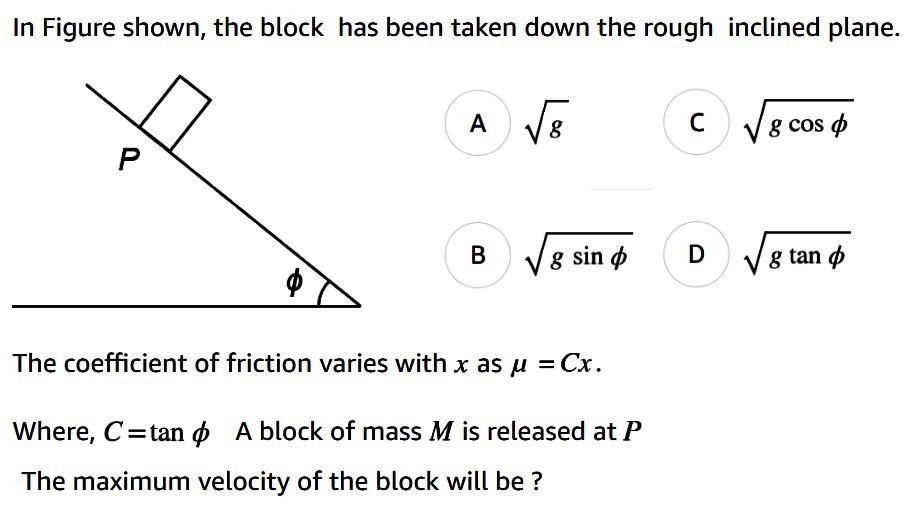 In Figure shown, the block has been taken down the rough inclined plane.
P
ϕ
A √g
C √g cos ϕ
B √g sin ϕ
D √g tan ϕ
The coefficient of friction varies with x as μ = Cx.
Where, C=tan ϕ A block of mass M is released at P
The maximum velocity of the block will be ?